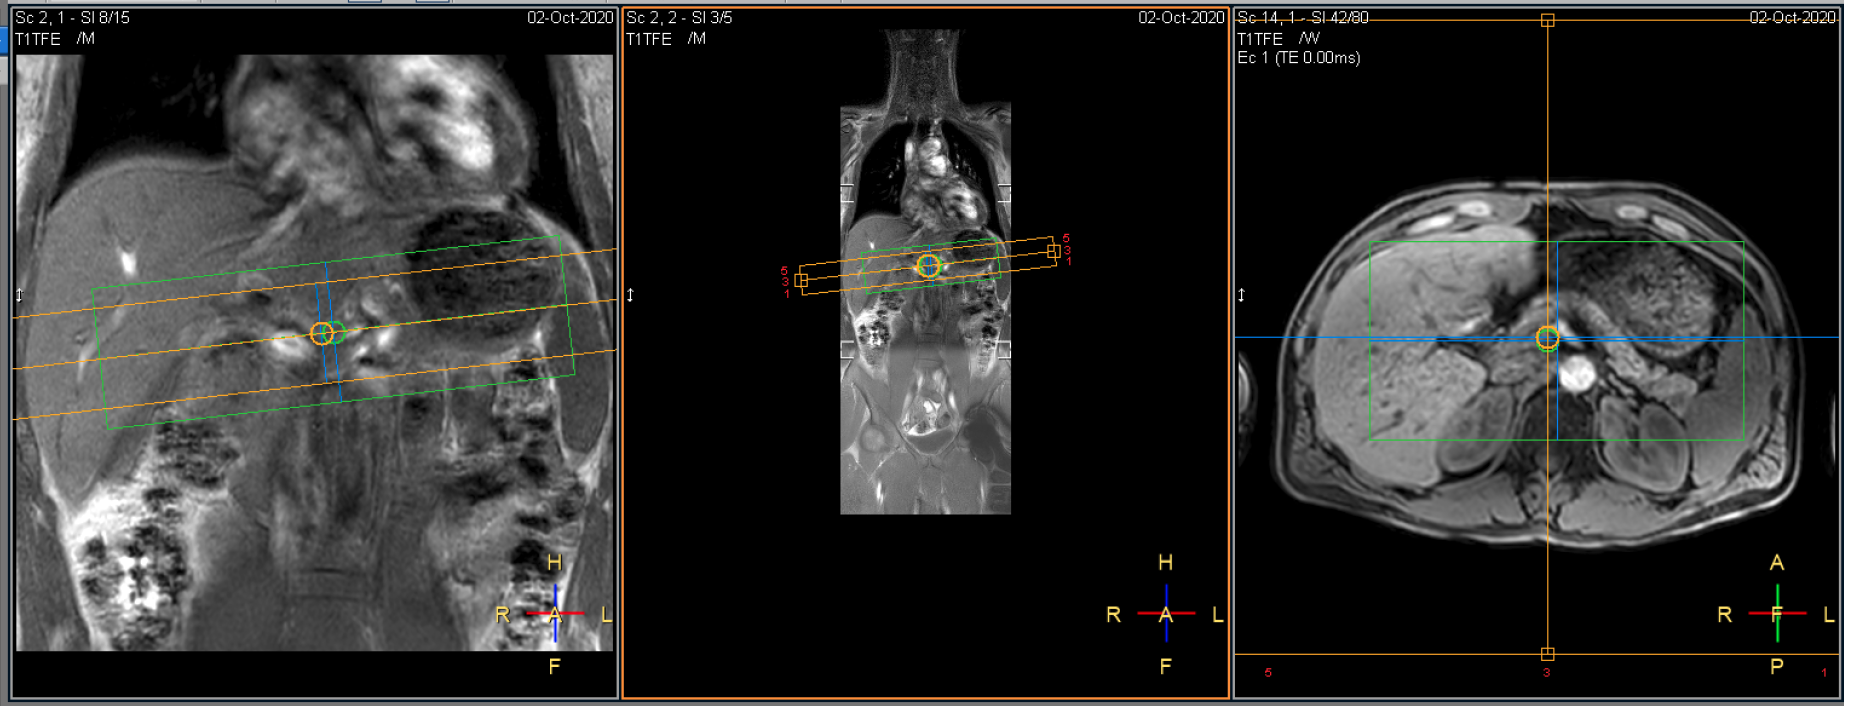 Sc 2, 1 - SI 8/15 02-Oct-2020
T1TFE /M
H
R A L
F
Sc 2, 2 - SI 3/5 02-Oct-2020
T1TFE /M
5
3
1
5
3
1
H
R A L
F
Sc 14, 1 - SI 42/80 02-Oct-2020
T1TFE /W
Ec 1 (TE 0.00ms)
A
R F L
P
5 3 1